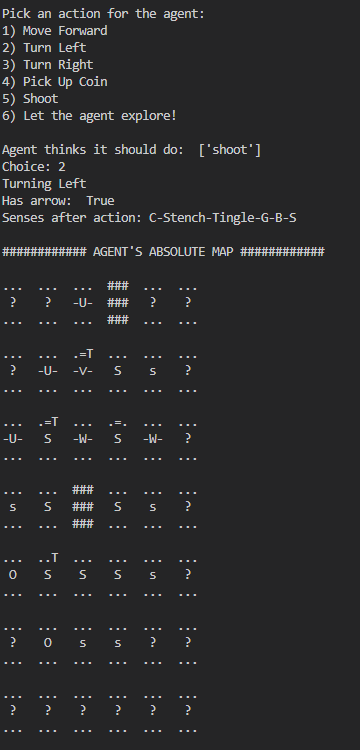 Pick an action for the agent:
1) Move Forward
2) Turn Left
3) Turn Right
4) Pick Up Coin
5) Shoot
6) Let the agent explore!
Agent thinks it should do:  ['shoot']
Choice: 2
Turning Left
Has arrow:  True
Senses after action: C-Stench-Tingle-G-B-S
############ AGENT'S ABSOLUTE MAP ############
...  ...  ...  ###  ...  ...
 ?    ?   -U-  ###   ?    ?
...  ...  ...  ###  ...  ...
...  ...  .=T  ...  ...  ...
 ?   -U-  -v-   S    s    ?
...  ...  ...  ...  ...  ...
...  .=T  ...  .=.  ...  ...
-U-   S   -W-   S   -W-   ?
...  ...  ...  ...  ...  ...
...  ...  ###  ...  ...  ...
 s    S   ###   S    s    ?
...  ...  ###  ...  ...  ...
...  ..T  ...  ...  ...  ...
 O    S    S    S    s    ?
...  ...  ...  ...  ...  ...
...  ...  ...  ...  ...  ...
 ?    O    s    s    ?    ?
...  ...  ...  ...  ...  ...
...  ...  ...  ...  ...  ...
 ?    ?    ?    ?    ?    ?
...  ...  ...  ...  ...  ...